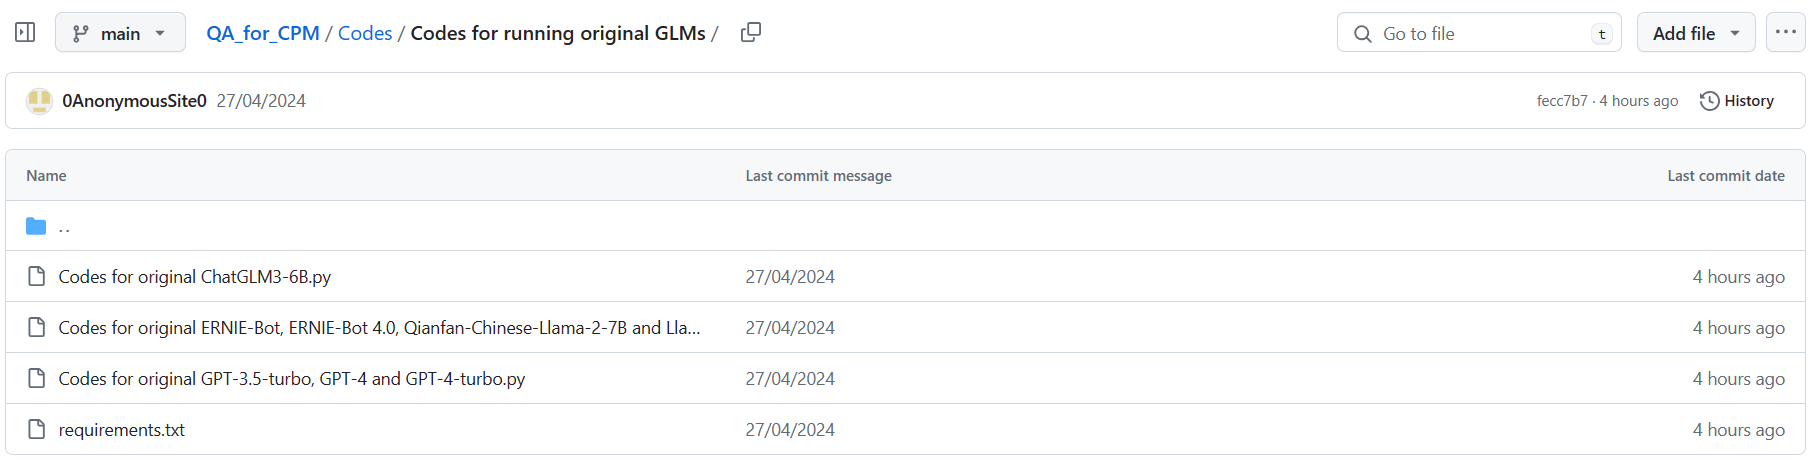 main QA_for_CPM / Codes / Codes for running original GLMs / Go to file t Add file ...
0AnonymousSite0 27/04/2024 fecc7b7 · 4 hours ago History
Name Last commit message Last commit date
..
Codes for original ChatGLM3-6B.py 27/04/2024 4 hours ago
Codes for original ERNIE-Bot, ERNIE-Bot 4.0, Qianfan-Chinese-Llama-2-7B and Lla... 27/04/2024 4 hours ago
Codes for original GPT-3.5-turbo, GPT-4 and GPT-4-turbo.py 27/04/2024 4 hours ago
requirements.txt 27/04/2024 4 hours ago